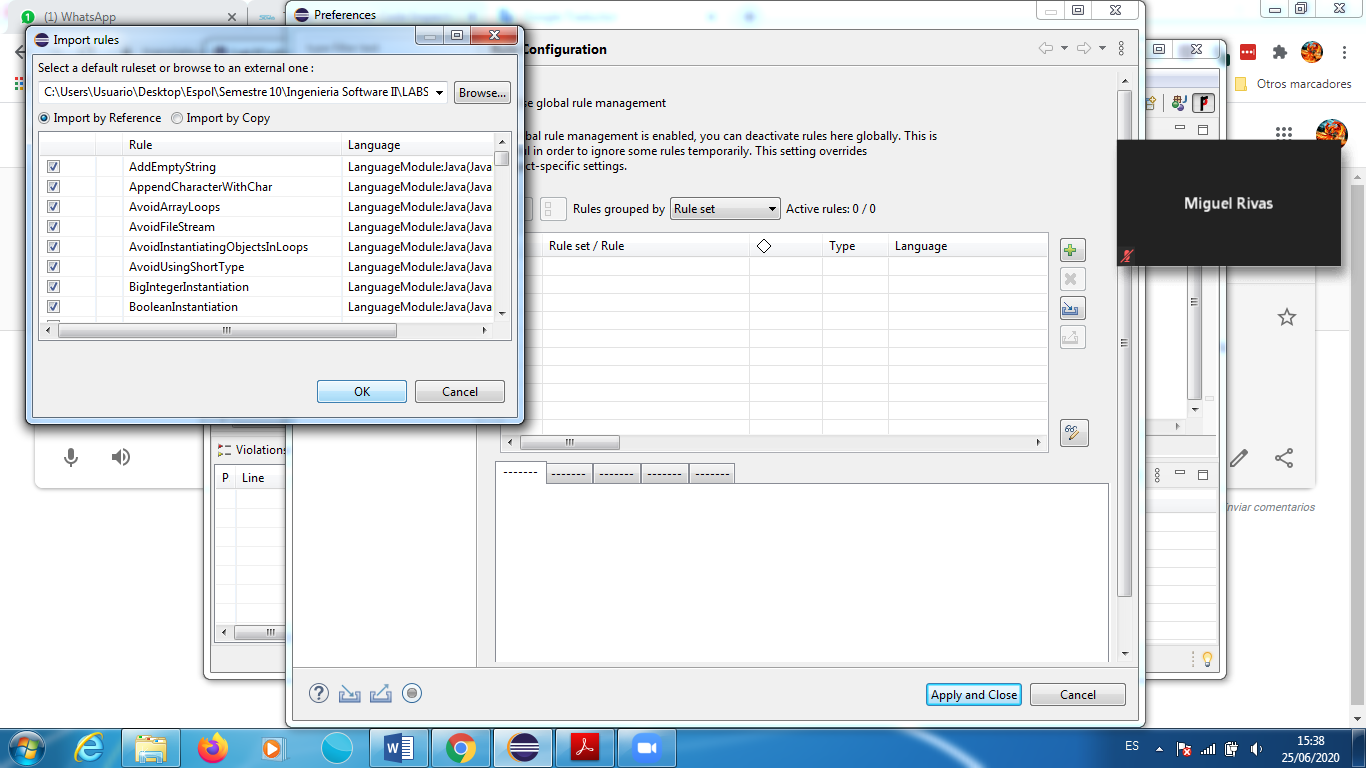 (1) WhatsApp
Preferences
Import rules
Configuration
Select a default ruleset or browse to an external one :
C:\Users\Usuario\Desktop\Espol\Semestre 10\Ingenieria Software II\LABS
Browse...
Otros marcadores
Import by Reference
Import by Copy
se global rule management
Rule
Language
bal rule management is enabled, you can deactivate rules here globally. This is
l in order to ignore some rules temporarily. This setting overrides
ct-specific settings.
AddEmptyString LanguageModule:Java(Java
AppendCharacterWithChar LanguageModule:Java(Java
AvoidArrayLoops LanguageModule:Java(Java
AvoidFileStream LanguageModule:Java(Java
AvoidInstantiatingObjectsInLoops LanguageModule:Java(Java
AvoidUsingShortType LanguageModule:Java(Java
BigIntegerInstantiation LanguageModule:Java(Java
BooleanInstantiation LanguageModule:Java(Java
Rules grouped by Rule set Active rules: 0 / 0
Miguel Rivas
Rule set / Rule Type Language
OK Cancel
Violations
P Line
------- ------- ------- ------- -------
nviar comentarios
Apply and Close Cancel
ES
15:38
25/06/2020